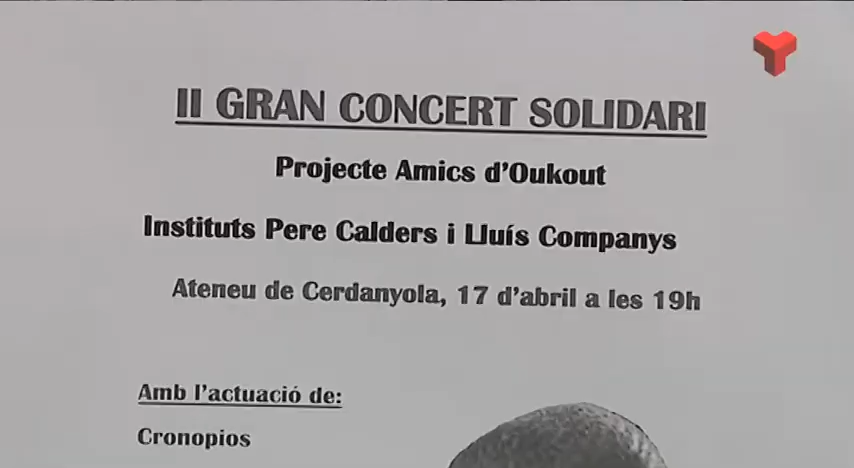 II GRAN CONCERT SOLIDARI
Projecte Amics d'Oukout
Instituts Pere Calders i Lluís Companys
Ateneu de Cerdanyola, 17 d'abril a les 19h
Amb l'actuació de:
Cronopios